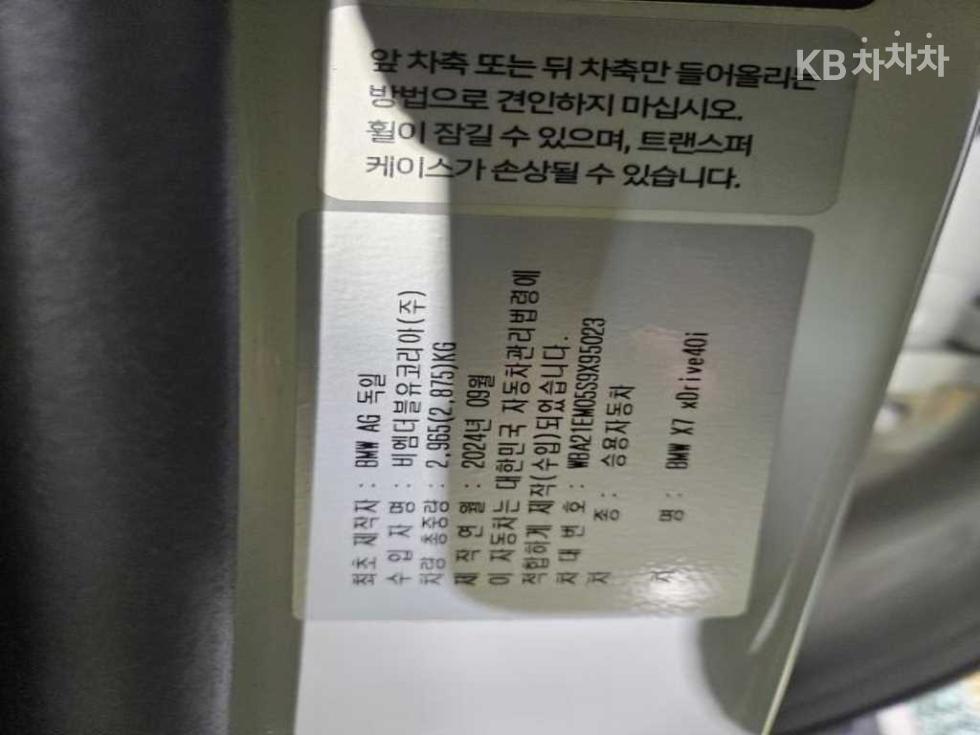 KB차차차
앞 차축 또는 뒤 차축만 들어올리는
방법으로 견인하지 마십시오.
휠이 잠길 수 있으며, 트랜스퍼
케이스가 손상될 수 있습니다.
최초 제작자 : BMW AG 독일
수 입 자 명 : 비엠더블유코리아(주)
차량 총중량 : 2,965(2,875)KG
제 작 연 월 : 2024년 09월
이 자동차는 대한민국 자동차관리법령에
적합하게 제작(수입)되었습니다.
차 대 번 호 : WBA21EM05S9X95023
차 종 : 승용자동차
차 명 : BMW X7 xDrive40i